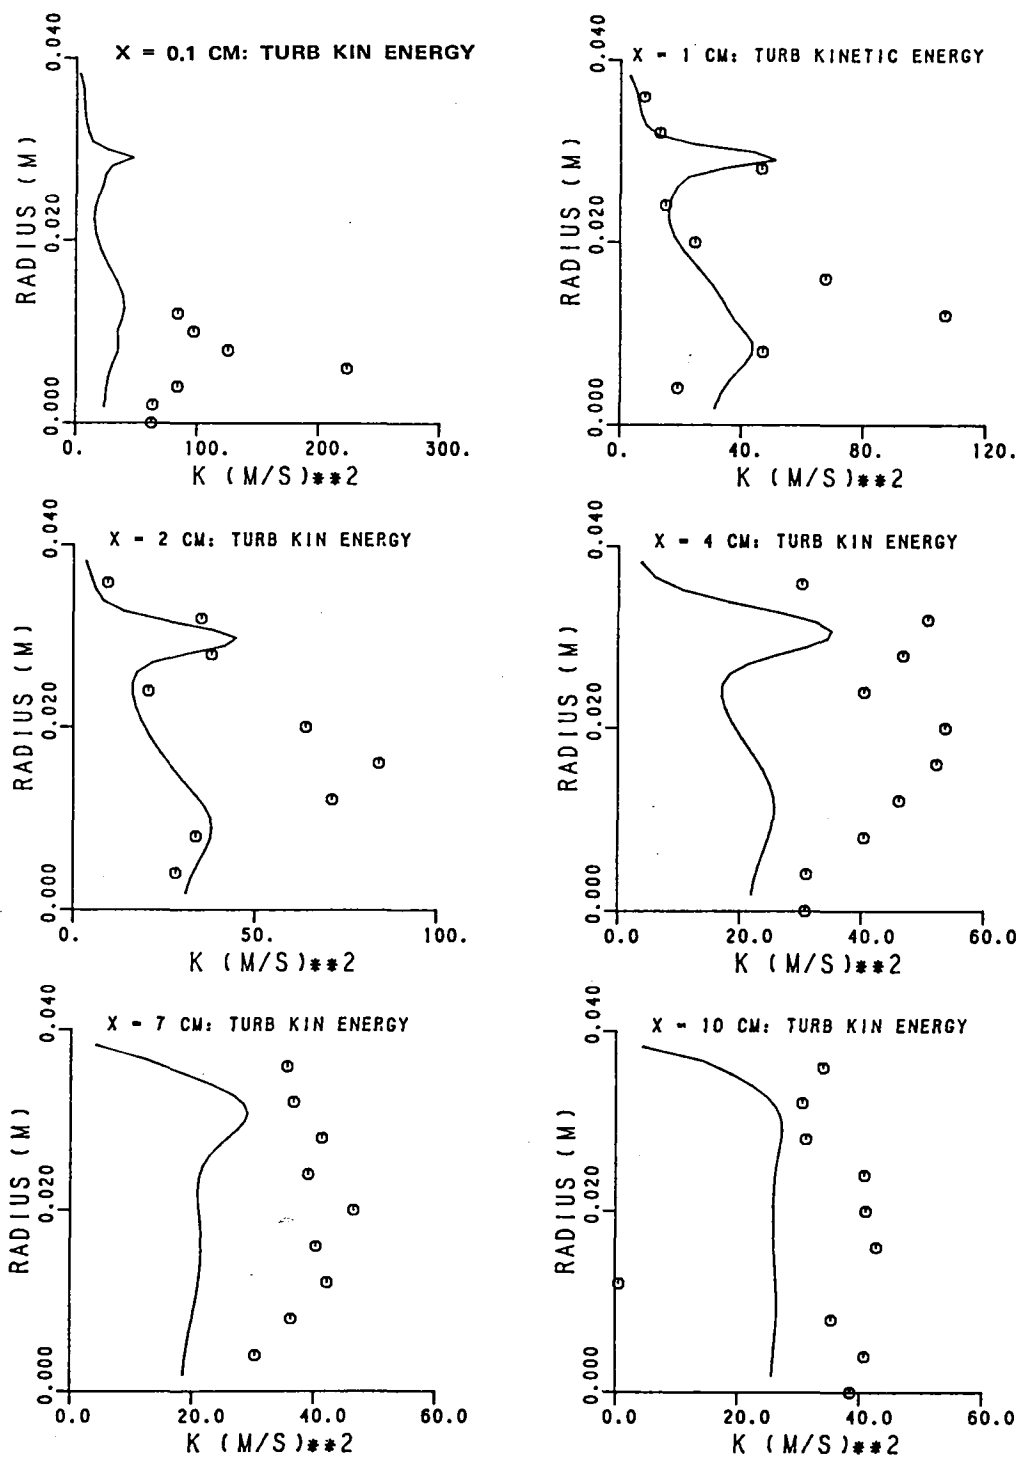 X = 0.1 CM: TURB KIN ENERGY
RADIUS (M)
0.040
0.020
0.000
0.
100.
200.
300.
K (M/S)**2
X = 1 CM: TURB KINETIC ENERGY
RADIUS (M)
0.040
0.020
0.000
0.
40.
80.
120.
K (M/S)**2
X = 2 CM: TURB KIN ENERGY
RADIUS (M)
0.040
0.020
0.000
0.
50.
100.
K (M/S)**2
X = 4 CM: TURB KIN ENERGY
RADIUS (M)
0.040
0.020
0.000
0.0
20.0
40.0
60.0
K (M/S)**2
X = 7 CM: TURB KIN ENERGY
RADIUS (M)
0.040
0.020
0.000
0.0
20.0
40.0
60.0
K (M/S)**2
X = 10 CM: TURB KIN ENERGY
RADIUS (M)
0.040
0.020
0.000
0.0
20.0
40.0
60.0
K (M/S)**2